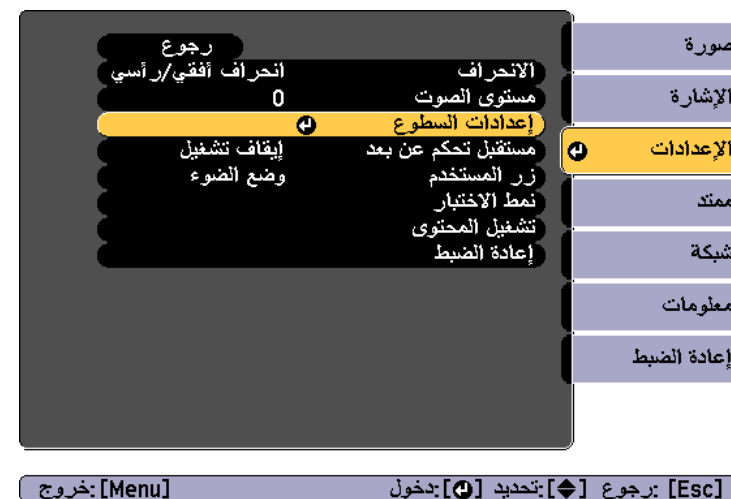 صورة
الإشارة
الإعدادات
ممتد
شبكة
معلومات
إعادة الضبط
رجوع
الانحراف انحراف أفقي/رأسي
مستوى الصوت 0
إعدادات السطوع
مستقبل تحكم عن بعد إيقاف تشغيل
زر المستخدم وضع الضوء
نمط الاختبار
تشغيل المحتوى
إعادة الضبط
[Esc] :رجوع [◆]:تحديد [⏎]:دخول [Menu]:خروج